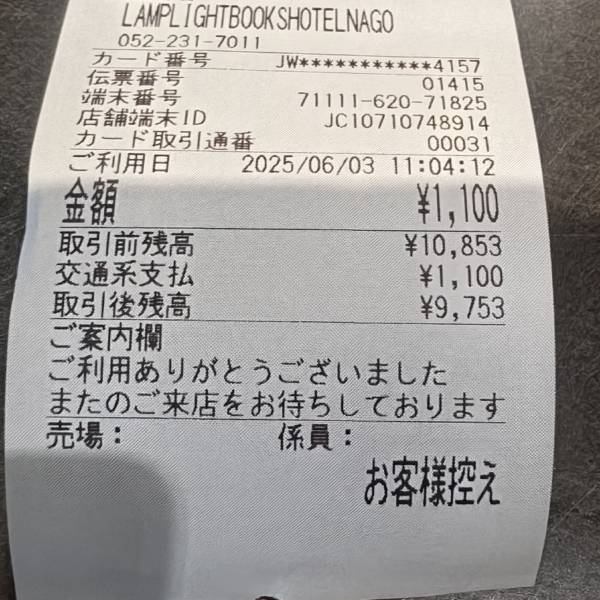 LAMPLIGHTBOOKSHOTELNAGO
052-231-7011
カード番号 JW***********4157
伝票番号 01415
端末番号 71111-620-71825
店舗端末ID JC10710748914
カード取引通番 00031
ご利用日 2025/06/03 11:04:12
金額 ¥1,100
取引前残高 ¥10,853
交通系支払 ¥1,100
取引後残高 ¥9,753
ご案内欄
ご利用ありがとうございました
またのご来店をお待ちしております
売場: 係員:
お客様控え